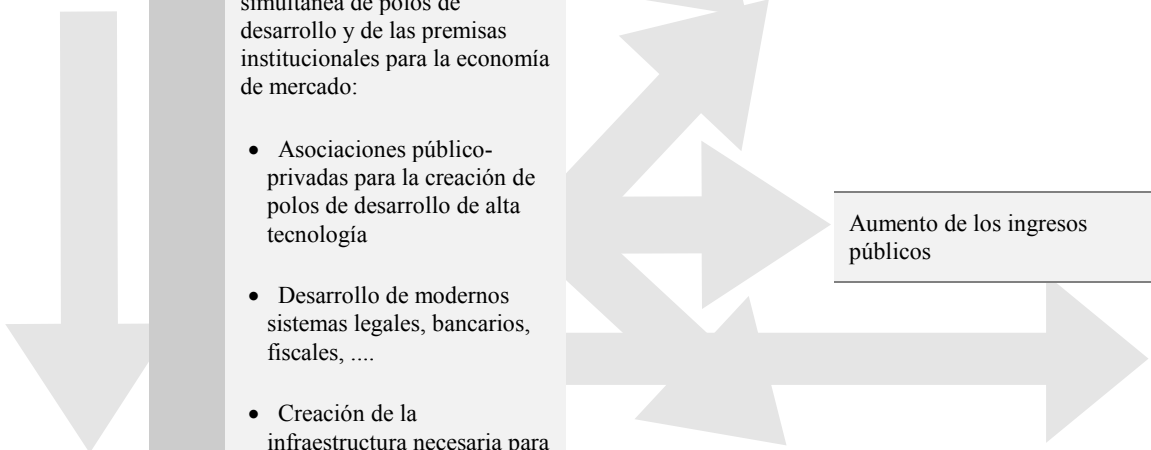 simultánea de polos de
desarrollo y de las premisas
institucionales para la economía
de mercado:
• Asociaciones público-
privadas para la creación de
polos de desarrollo de alta
tecnología
• Desarrollo de modernos
sistemas legales, bancarios,
fiscales, ....
• Creación de la
infraestructura necesaria para
Aumento de los ingresos
públicos